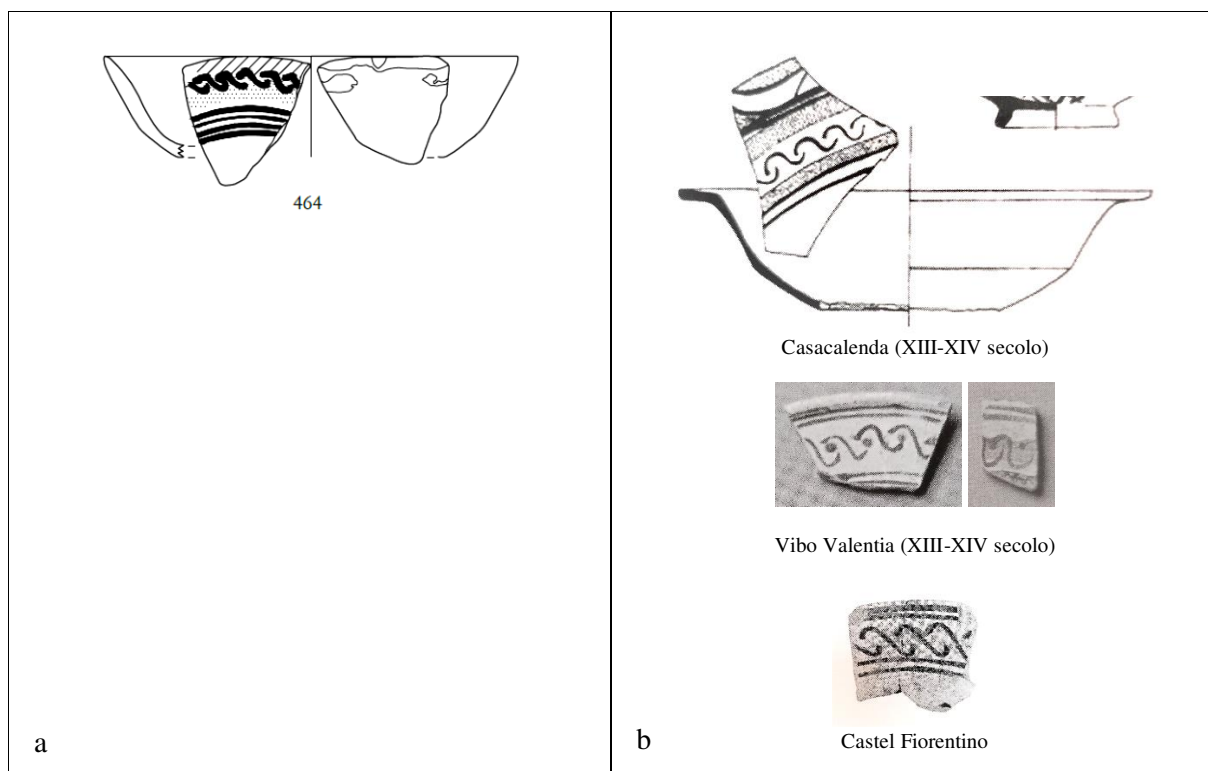 464
Casacalenda (XIII-XIV secolo)
Vibo Valentia (XIII-XIV secolo)
Castel Fiorentino
a
b